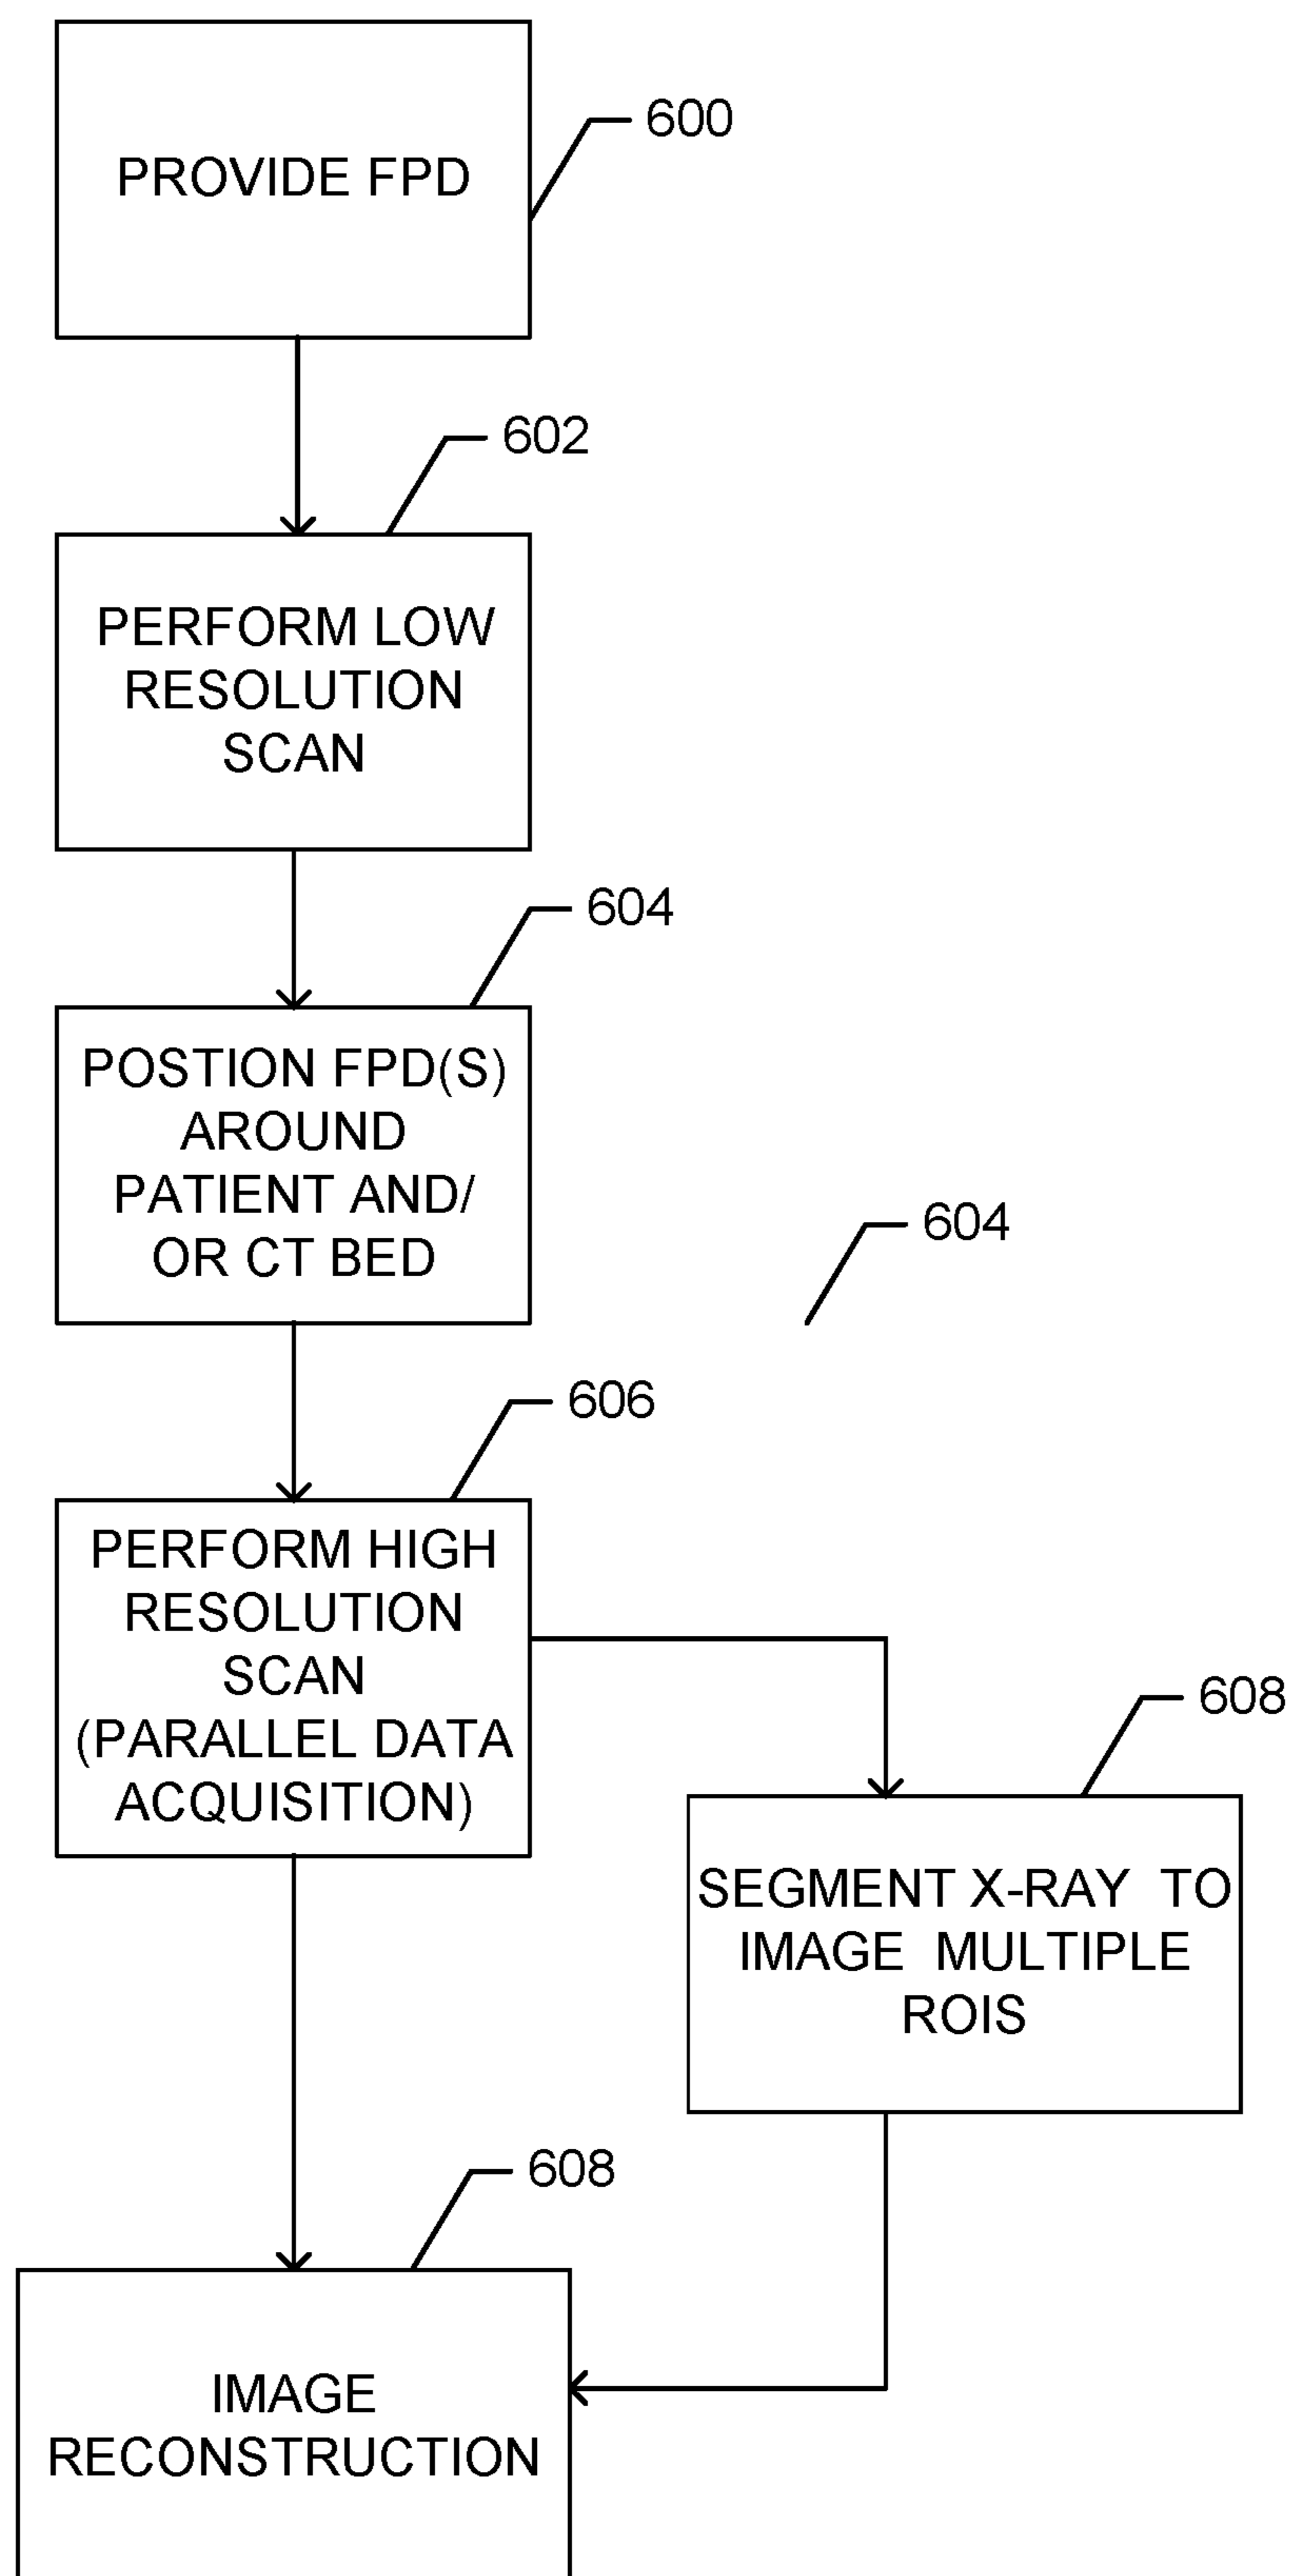 PROVIDE FPD
600
602
PERFORM LOW
RESOLUTION
SCAN
604
POSTION FPD(S)
AROUND
PATIENT AND/
OR CT BED
604
606
PERFORM HIGH
RESOLUTION
SCAN
(PARALLEL DATA
ACQUISITION)
608
SEGMENT X-RAY TO
IMAGE MULTIPLE
ROIS
608
IMAGE
RECONSTRUCTION